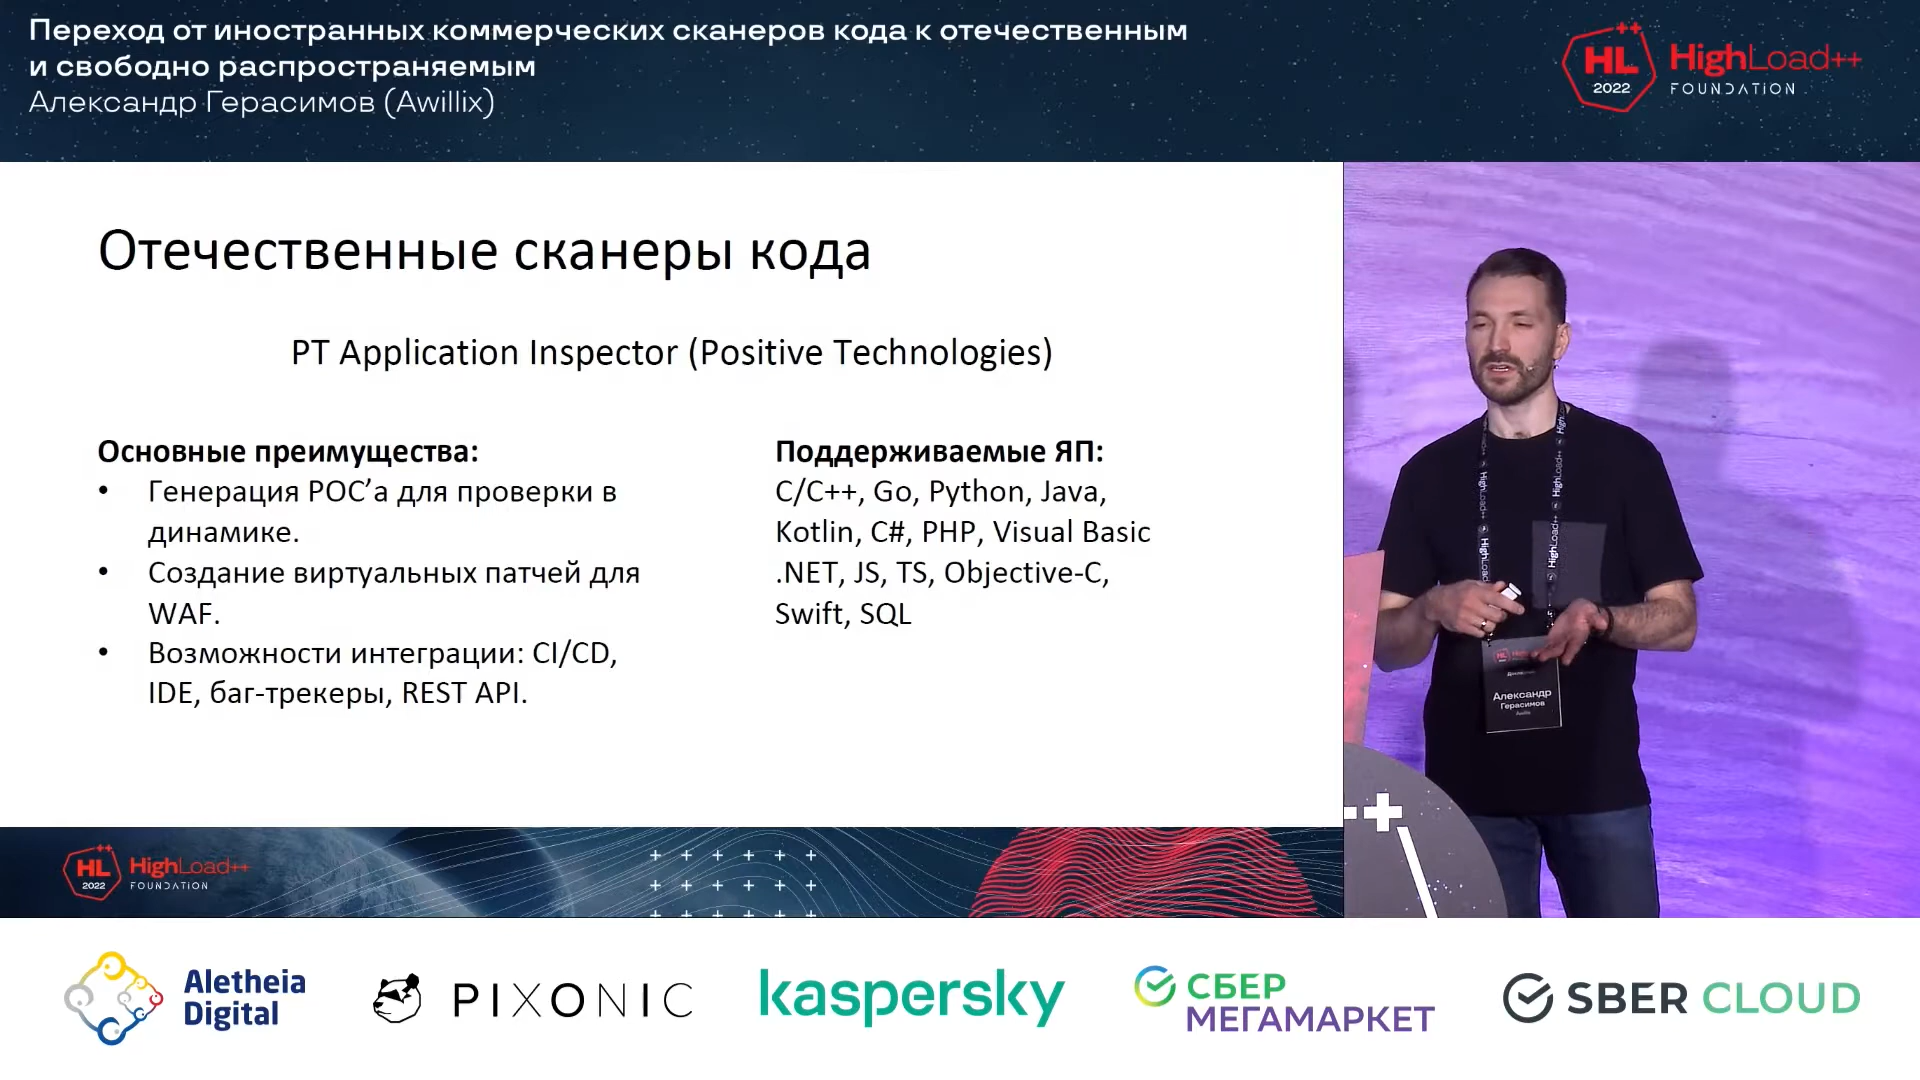 Переход от иностранных коммерческих сканеров кода к отечественным
и свободно распространяемым
Александр Герасимов (Awillix)
HL
2022
HighLoad++
FOUNDATION
Отечественные сканеры кода
PT Application Inspector (Positive Technologies)
Основные преимущества:
• Генерация POC’а для проверки в
динамике.
• Создание виртуальных патчей для
WAF.
• Возможности интеграции: CI/CD,
IDE, баг-трекеры, REST API.
Поддерживаемые ЯП:
C/C++, Go, Python, Java,
Kotlin, C#, PHP, Visual Basic
.NET, JS, TS, Objective-C,
Swift, SQL
HighLoad++
HighLoad++
Александр
Герасимов
Awillix
HL
2022
HighLoad++
FOUNDATION
Aletheia
Digital
PIXONIC
kaspersky
СБЕР
МЕГАМАРКЕТ
SBER CLOUD